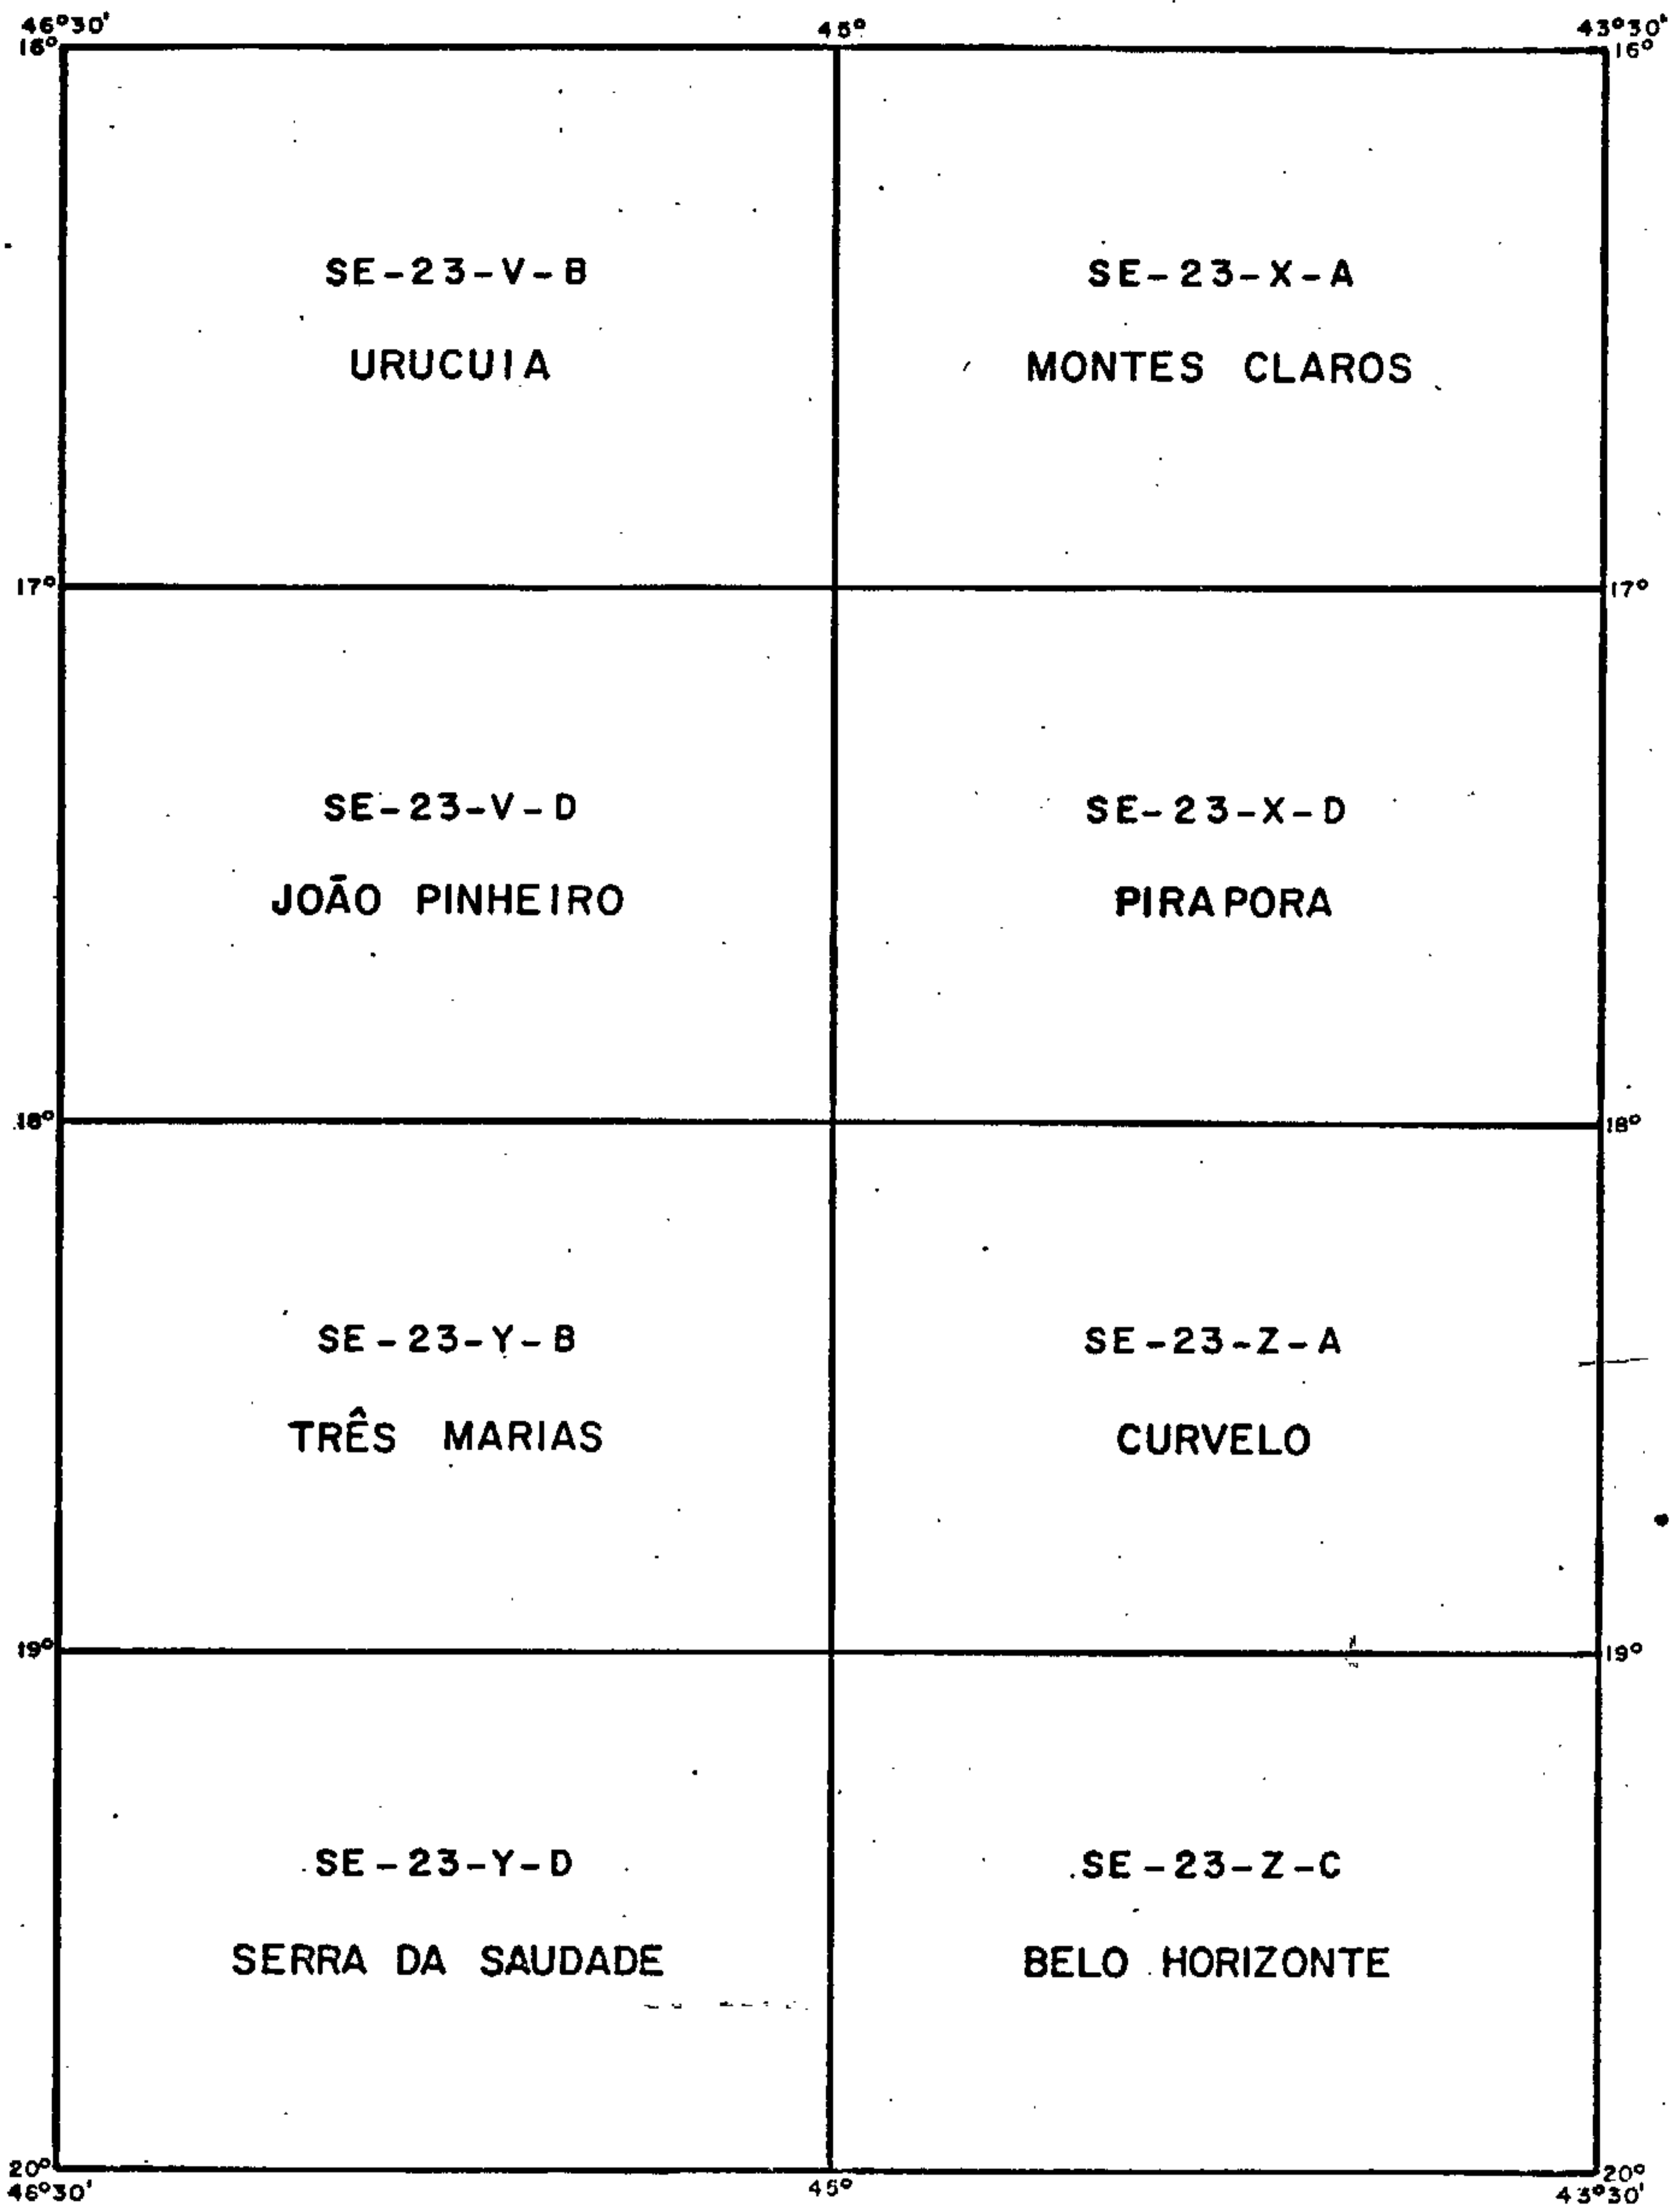 46°30' 45° 43°30'
16° 16°
SE-23-V-B SE-23-X-A
URUCUIA MONTES CLAROS
17° 17°
SE-23-V-D SE-23-X-D
JOÃO PINHEIRO PIRAPORA
18° 18°
SE-23-Y-B SE-23-Z-A
TRÊS MARIAS CURVELO
19° 19°
SE-23-Y-D SE-23-Z-C
SERRA DA SAUDADE BELO HORIZONTE
20° 20°
46°30' 45° 43°30'